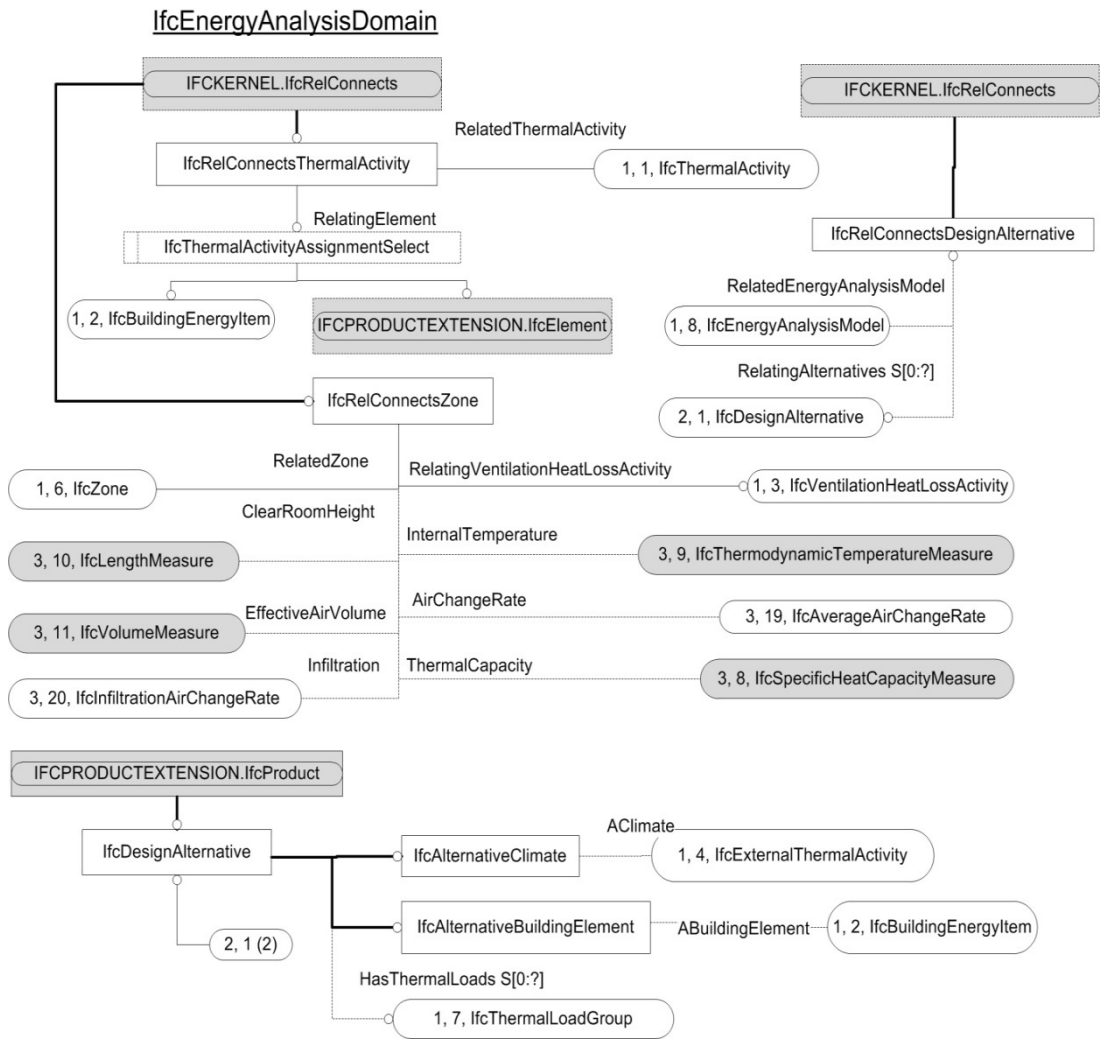 IfcEnergyAnalysisDomain
IFCKERNEL.IfcRelConnects
IFCKERNEL.IfcRelConnects
RelatedThermalActivity
IfcRelConnectsThermalActivity
1, 1, IfcThermalActivity
RelatingElement
IfcThermalActivityAssignmentSelect
IfcRelConnectsDesignAlternative
RelatedEnergyAnalysisModel
1, 2, IfcBuildingEnergyItem
IFCPRODUCTEXTENSION.IfcElement
1, 8, IfcEnergyAnalysisModel
RelatingAlternatives S[0:?]
IfcRelConnectsZone
2, 1, IfcDesignAlternative
RelatedZone
RelatingVentilationHeatLossActivity
1, 6, IfcZone
1, 3, IfcVentilationHeatLossActivity
ClearRoomHeight
InternalTemperature
3, 10, IfcLengthMeasure
3, 9, IfcThermodynamicTemperatureMeasure
EffectiveAirVolume
AirChangeRate
3, 11, IfcVolumeMeasure
3, 19, IfcAverageAirChangeRate
Infiltration
ThermalCapacity
3, 20, IfcInfiltrationAirChangeRate
3, 8, IfcSpecificHeatCapacityMeasure
IFCPRODUCTEXTENSION.IfcProduct
AClimate
IfcDesignAlternative
IfcAlternativeClimate
1, 4, IfcExternalThermalActivity
IfcAlternativeBuildingElement
ABuildingElement
1, 2, IfcBuildingEnergyItem
2, 1 (2)
HasThermalLoads S[0:?]
1, 7, IfcThermalLoadGroup